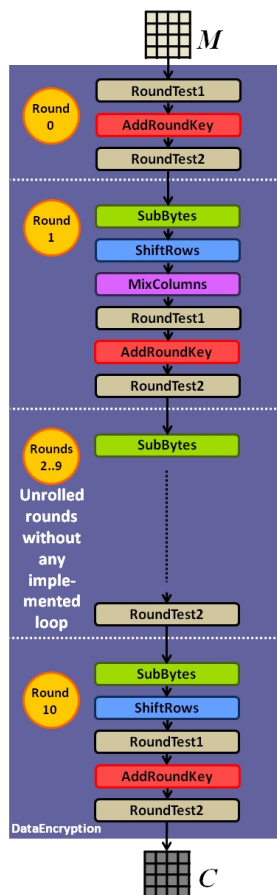 M
Round
0
RoundTest1
AddRoundKey
RoundTest2
Round
1
SubBytes
ShiftRows
MixColumns
RoundTest1
AddRoundKey
RoundTest2
Rounds
2..9
SubBytes
Unrolled
rounds
without
any
imple-
mented
loop
RoundTest2
Round
10
SubBytes
ShiftRows
RoundTest1
AddRoundKey
RoundTest2
DataEncryption
C